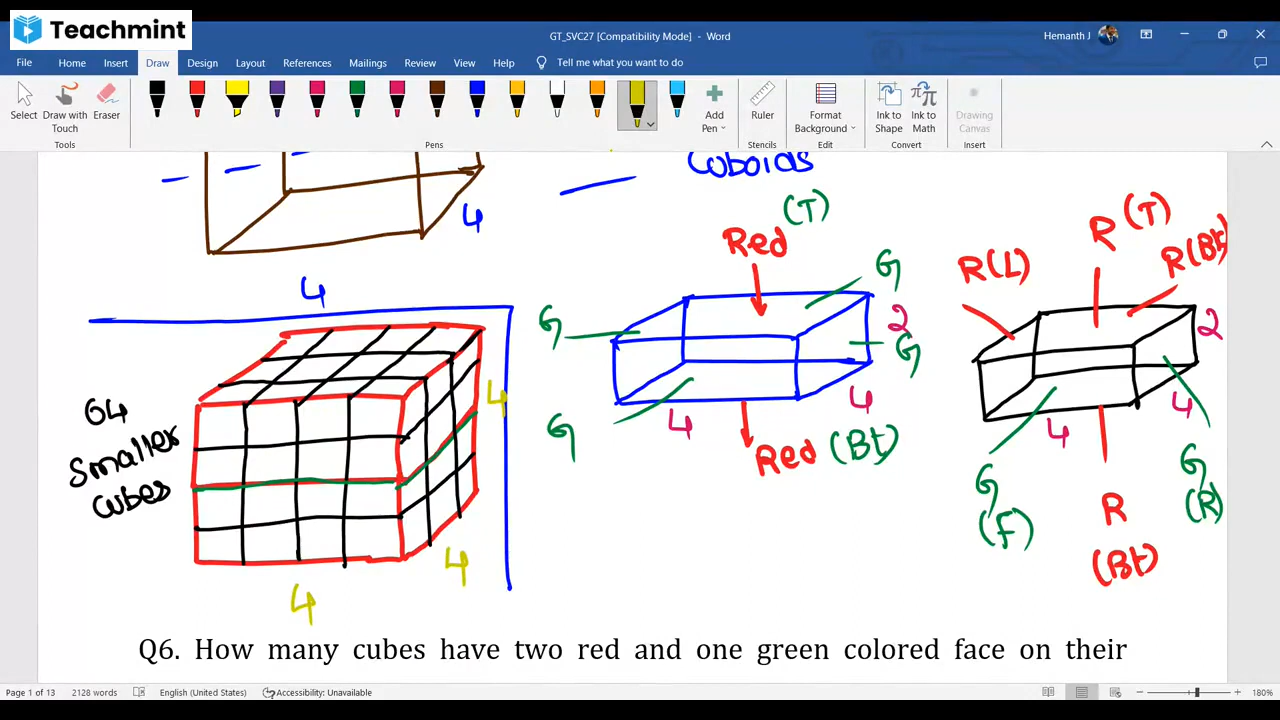 Teachmint
GT_SVC27 [Compatibility Mode] - Word
Hemanth J
File Home Insert Draw Design Layout References Mailings Review View Help Tell me what you want to do
Select
Draw with Touch
Eraser
Add Pen
Ruler
Format Background
Ink to Shape
Ink to Math
Drawing Canvas
Tools
Pens
Stencils
Edit
Convert
Insert
Cuboids
4
4
(T)
Red
G
G
2
G
4
4
G
Red (Bt)
R (T)
R(L)
R(Bt)
2
4
4
G
(F)
G
(R)
R
(Bt)
64
Smaller
Cubes
4
4
4
Q6. How many cubes have two red and one green colored face on their
Page 1 of 13
2128 words
English (United States)
Accessibility: Unavailable
180%